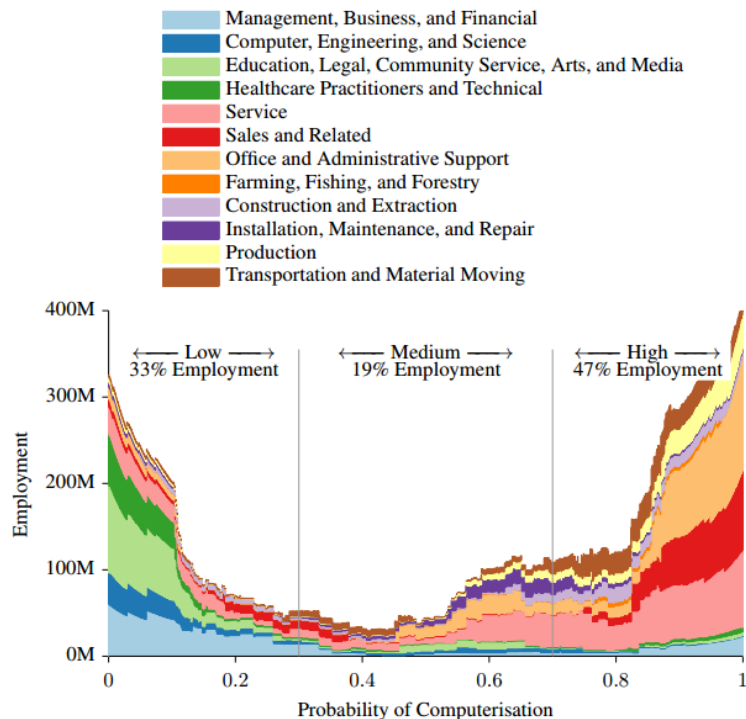 Management, Business, and Financial
Computer, Engineering, and Science
Education, Legal, Community Service, Arts, and Media
Healthcare Practitioners and Technical
Service
Sales and Related
Office and Administrative Support
Farming, Fishing, and Forestry
Construction and Extraction
Installation, Maintenance, and Repair
Production
Transportation and Material Moving
400M
⟵ Low ⟶
33% Employment
⟵ Medium ⟶
19% Employment
⟵ High ⟶
47% Employment
300M
200M
100M
0M
Employment
0
0.2
0.4
0.6
0.8
1
Probability of Computerisation